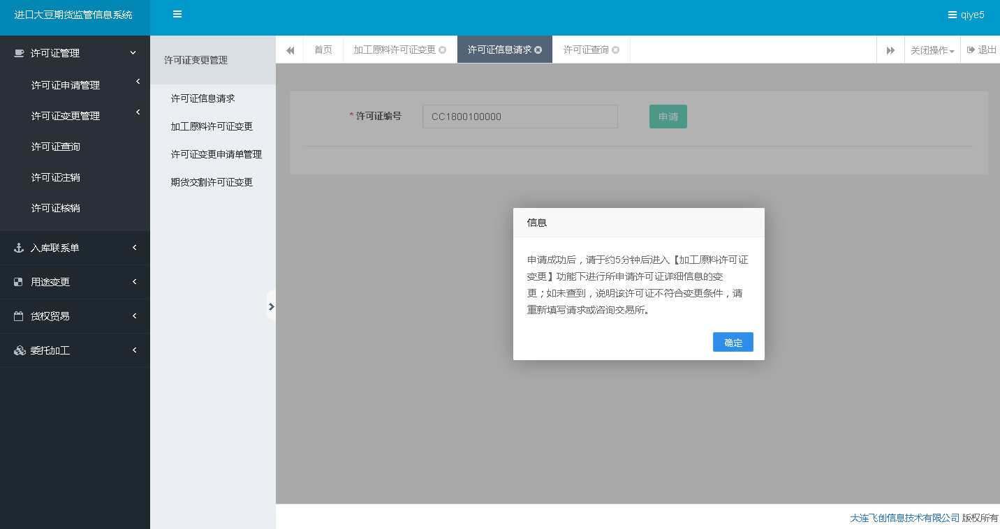 进口大豆期货监管信息系统
qiye5
许可证管理
许可证申请管理
许可证变更管理
许可证查询
许可证注销
许可证核销
入库联系单
用途变更
货权贸易
委托加工
许可证变更管理
许可证信息请求
加工原料许可证变更
许可证变更申请单管理
期货交割许可证变更
首页
加工原料许可证变更
许可证信息请求
许可证查询
关闭操作
退出
* 许可证编号
CC1800100000
申请
信息
申请成功后，请于约5分钟后进入【加工原料许可证
变更】功能下进行所申请许可证详细信息的变
更；如未查到，说明该许可证不符合变更条件，请
重新填写请求或咨询交易所。
确定
大连飞创信息技术有限公司 版权所有